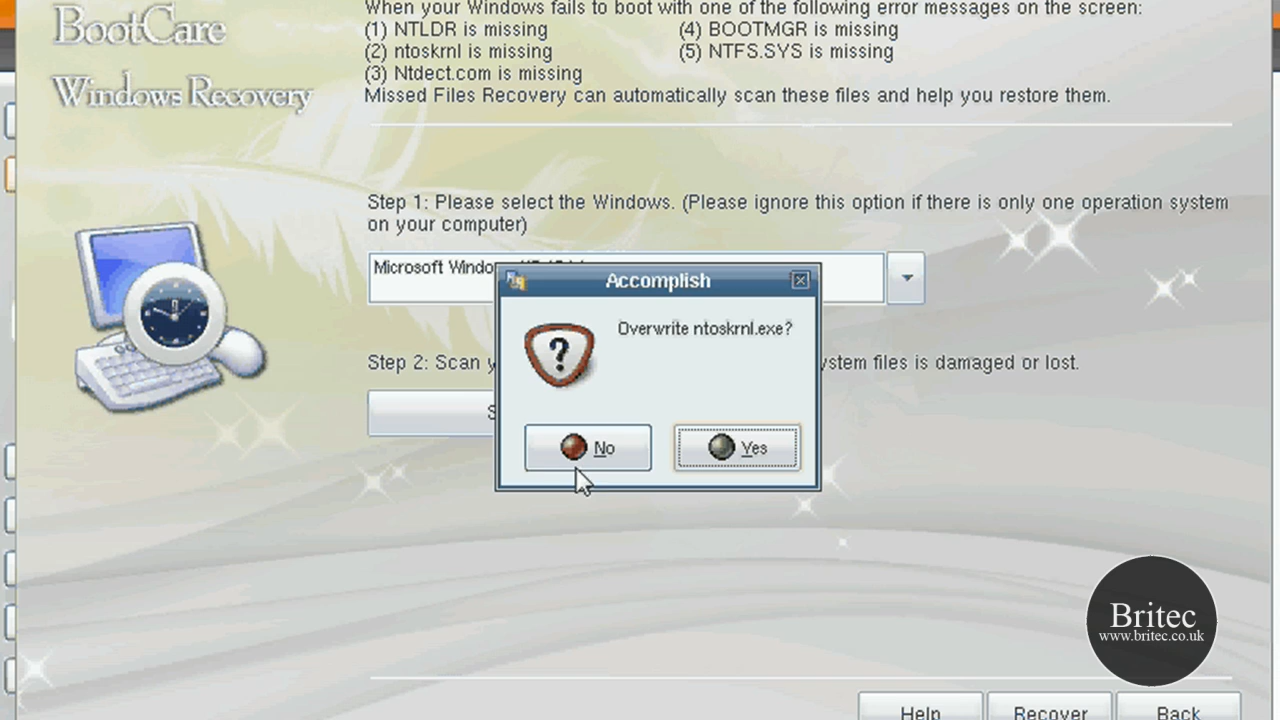 BootCare
Windows Recovery
When your Windows fails to boot with one of the following error messages on the screen:
(1) NTLDR is missing (4) BOOTMGR is missing
(2) ntoskrnl is missing (5) NTFS.SYS is missing
(3) Ntdect.com is missing
Missed Files Recovery can automatically scan these files and help you restore them.
Step 1: Please select the Windows. (Please ignore this option if there is only one operation system
on your computer)
Microsoft
Accomplish
Overwrite ntoskrnl.exe?
Step 2: Scan
files is damaged or lost.
No Yes
Britec
www.britec.co.uk
Help Recover Back